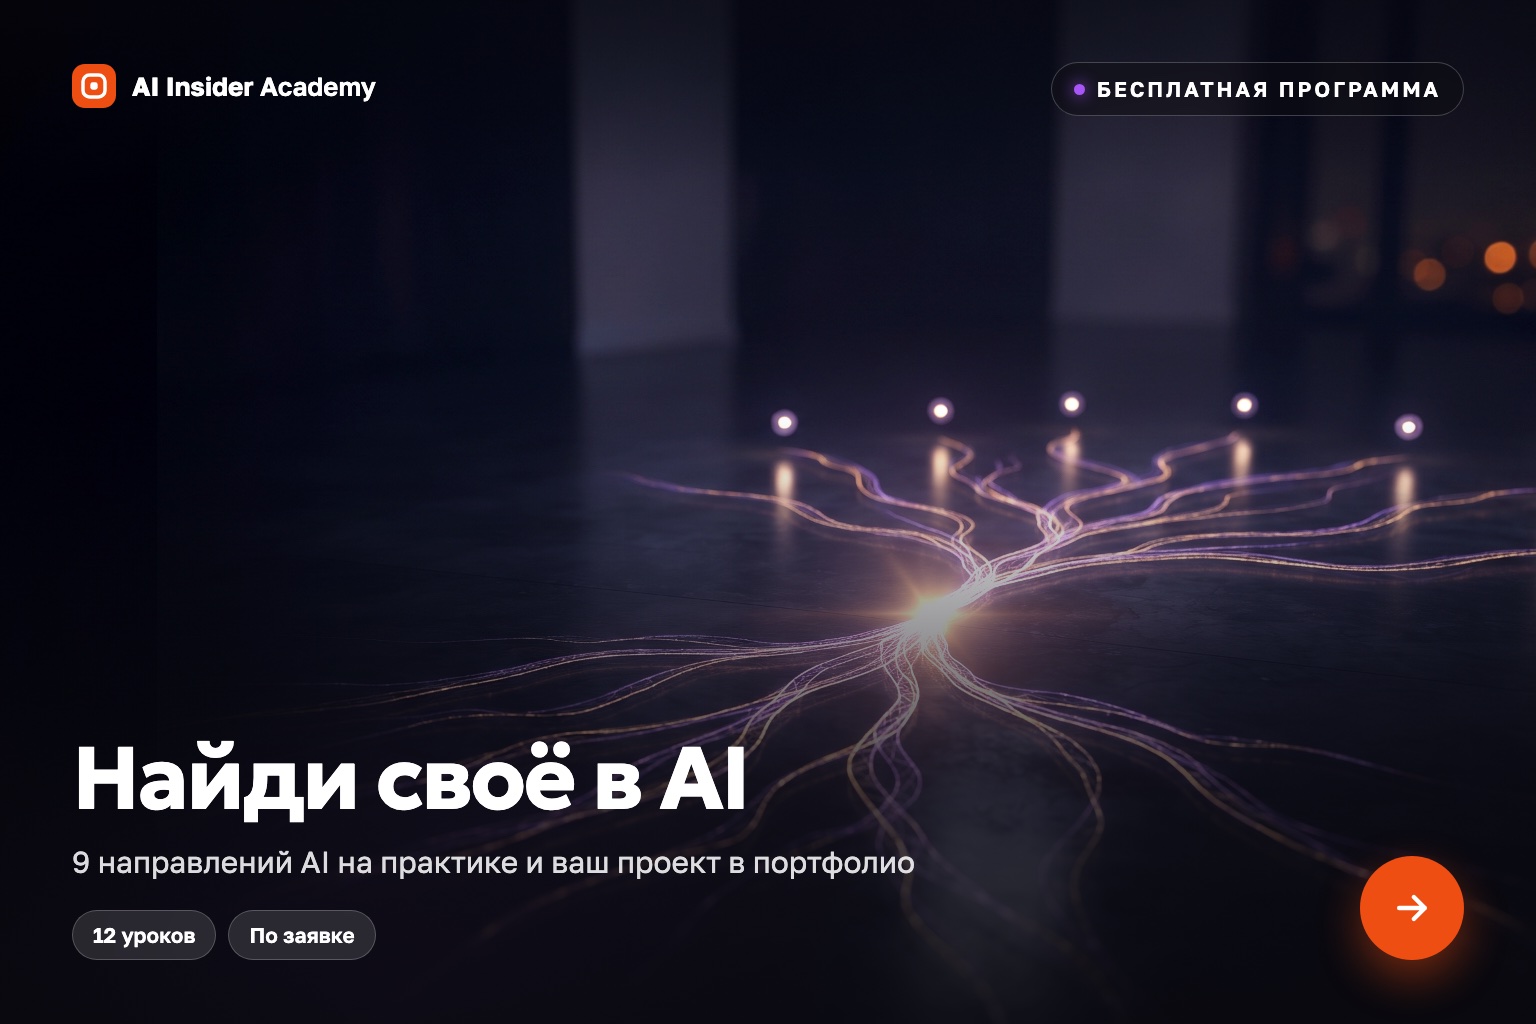 AI Insider Academy
БЕСПЛАТНАЯ ПРОГРАММА
Найди своё в AI
9 направлений AI на практике и ваш проект в портфолио
12 уроков
По заявке